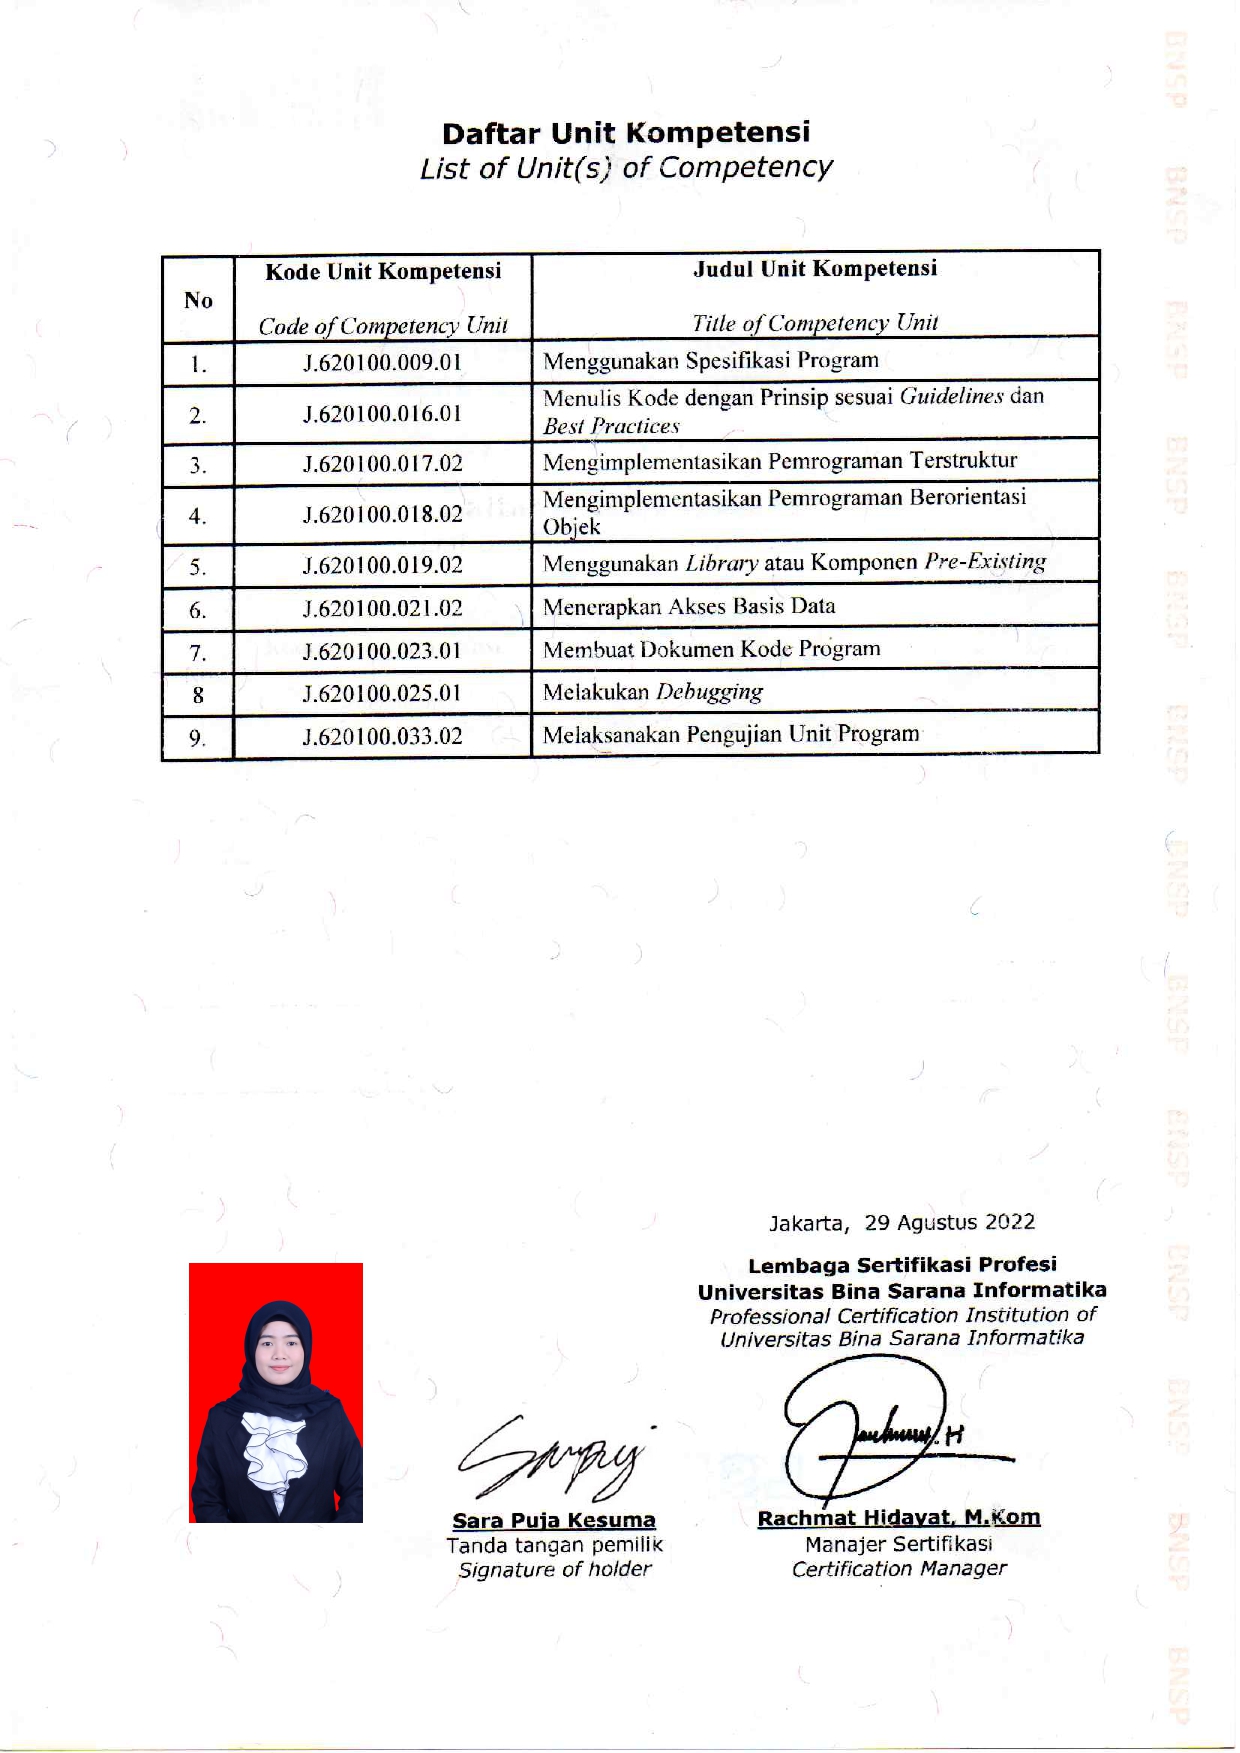 Daftar Unit Kompetensi
List of Unit(s) of Competency
No
Kode Unit Kompetensi
Code of Competency Unit
Judul Unit Kompetensi
Title of Competency Unit
1. J.620100.009.01 Menggunakan Spesifikasi Program
2. J.620100.016.01 Menulis Kode dengan Prinsip sesuai Guidelines dan
Best Practices
3. J.620100.017.02 Mengimplementasikan Pemrograman Terstruktur
4. J.620100.018.02 Mengimplementasikan Pemrograman Berorientasi
Objek
5. J.620100.019.02 Menggunakan Library atau Komponen Pre-Existing
6. J.620100.021.02 Menerapkan Akses Basis Data
7. J.620100.023.01 Membuat Dokumen Kode Program
8 J.620100.025.01 Melakukan Debugging
9. J.620100.033.02 Melaksanakan Pengujian Unit Program
Jakarta, 29 Agustus 2022
Lembaga Sertifikasi Profesi
Universitas Bina Sarana Informatika
Professional Certification Institution of
Universitas Bina Sarana Informatika
Sara Puja Kesuma
Tanda tangan pemilik
Signature of holder
Rachmat Hidayat, M.Kom
Manajer Sertifikasi
Certification Manager
BNSP BNSP BNSP BNSP BNSP BNSP BNSP BNSP BNSP BNSP BNSP BNSP BNSP